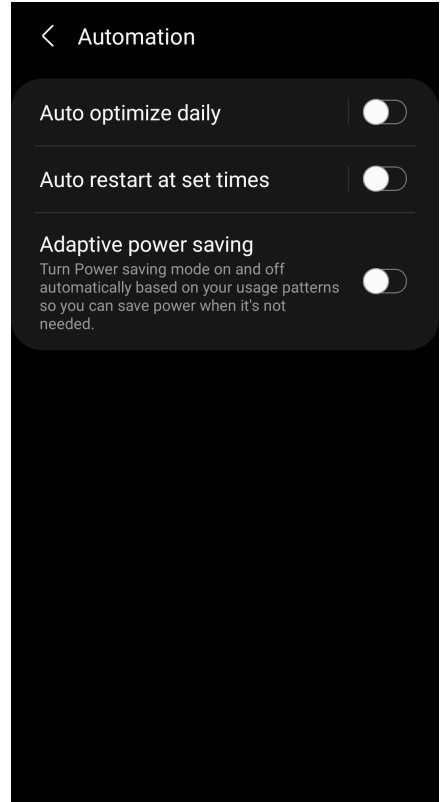 Automation
Auto optimize daily
Auto restart at set times
Adaptive power saving
Turn Power saving mode on and off
automatically based on your usage patterns
so you can save power when it's not
needed.